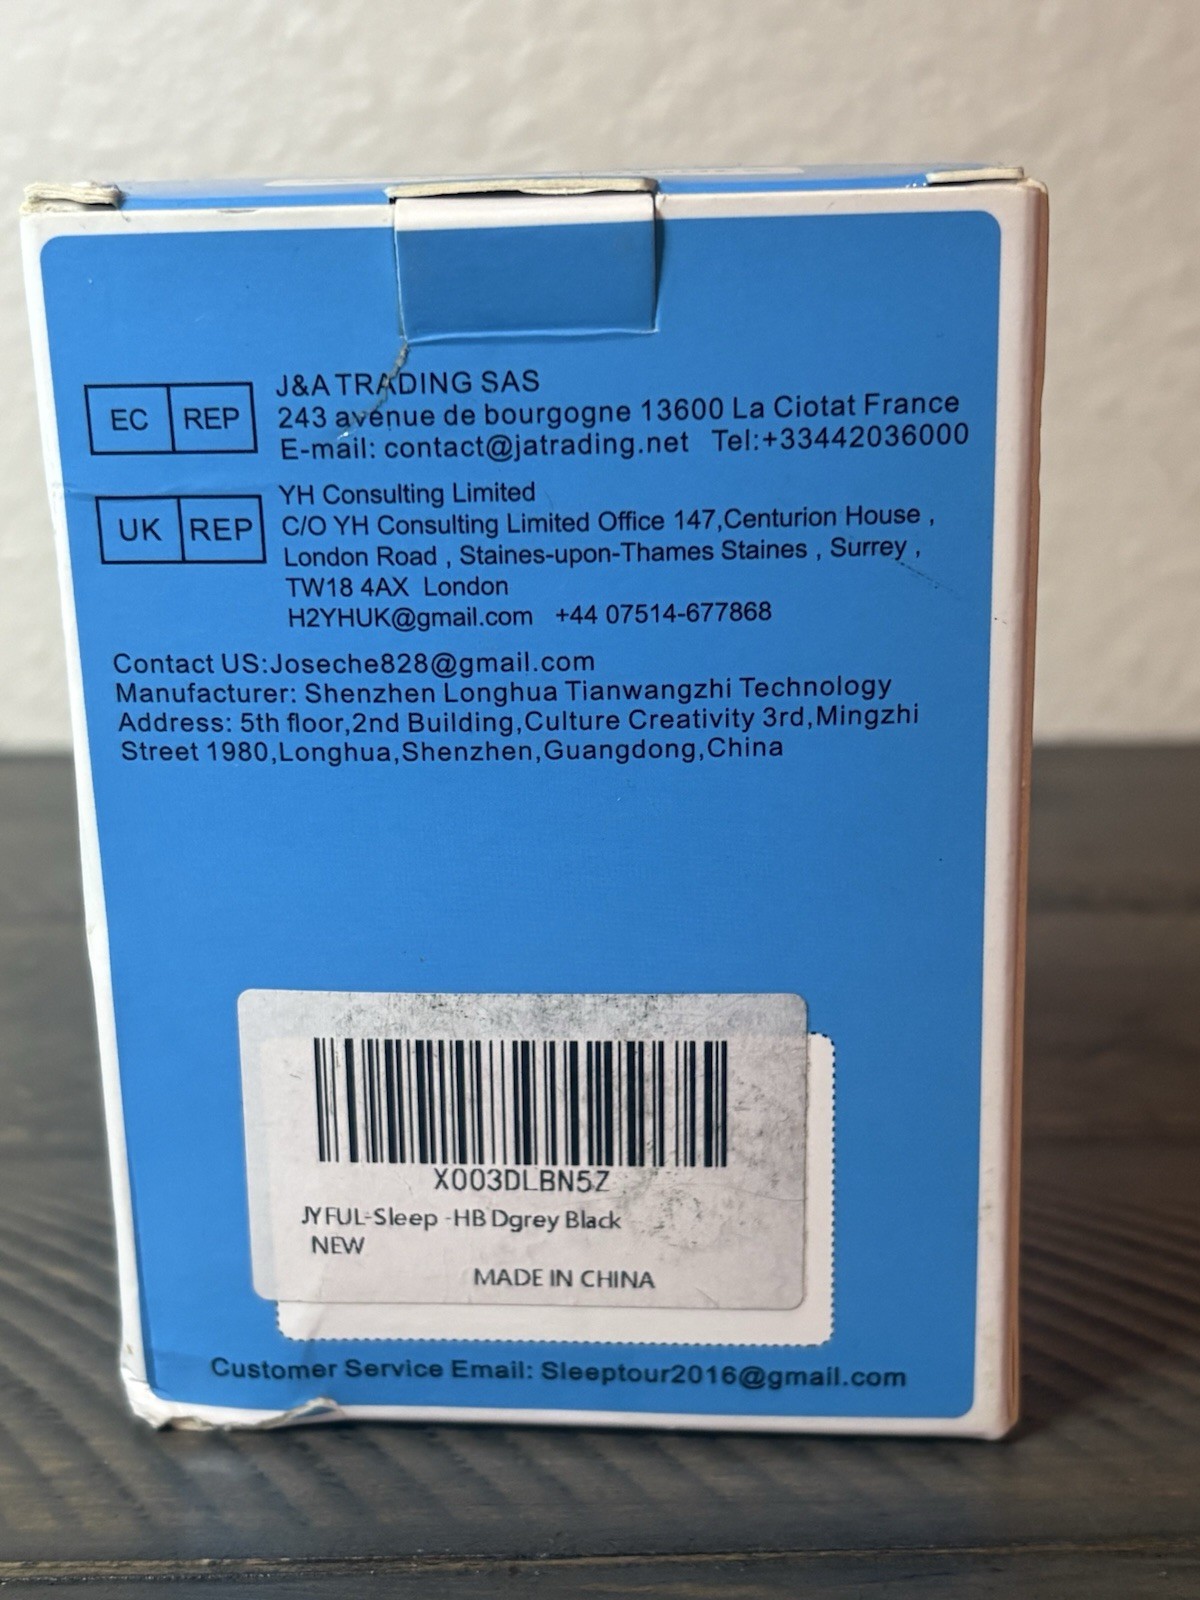 EC REP
J&A TRADING SAS
243 avenue de bourgogne 13600 La Ciotat France
E-mail: contact@jatrading.net Tel:+33442036000
UK REP
YH Consulting Limited
C/O YH Consulting Limited Office 147,Centurion House ,
London Road , Staines-upon-Thames Staines , Surrey ,
TW18 4AX London
H2YHUK@gmail.com +44 07514-677868
Contact US:Joseche828@gmail.com
Manufacturer: Shenzhen Longhua Tianwangzhi Technology
Address: 5th floor,2nd Building,Culture Creativity 3rd,Mingzhi
Street 1980,Longhua,Shenzhen,Guangdong,China
X003DLBN5Z
JYFUL-Sleep -HB Dgrey Black
NEW
MADE IN CHINA
Customer Service Email: Sleeptour2016@gmail.com